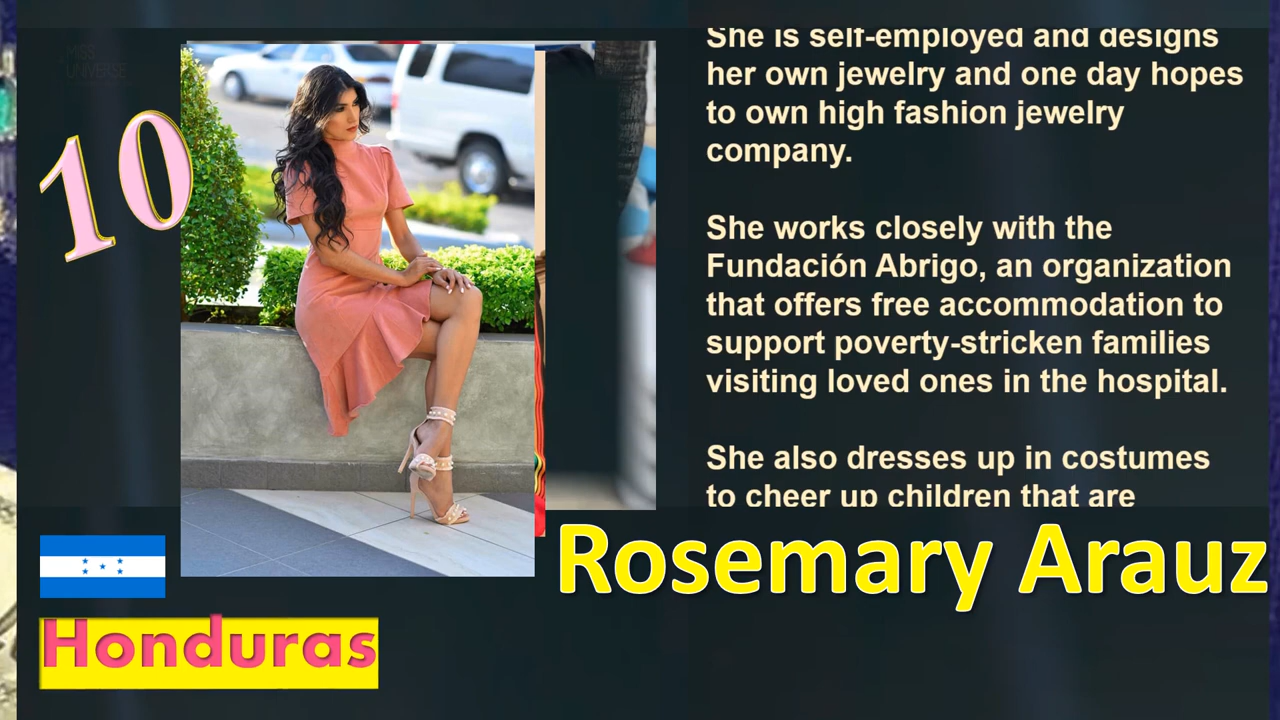 MISS
UNIVERSE
10
She is self-employed and designs
her own jewelry and one day hopes
to own high fashion jewelry
company.
She works closely with the
Fundación Abrigo, an organization
that offers free accommodation to
support poverty-stricken families
visiting loved ones in the hospital.
She also dresses up in costumes
to cheer up children that are
Rosemary Arauz
Honduras